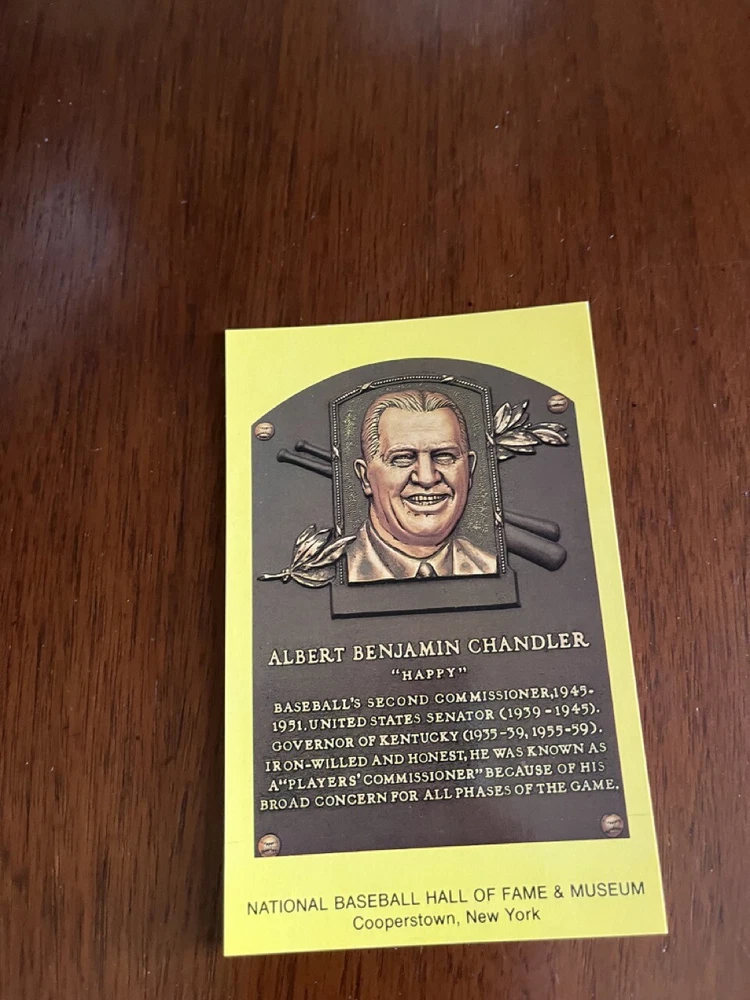 ALBERT BENJAMIN CHANDLER
"HAPPY"
BASEBALL'S SECOND COMMISSIONER,1945-
1951. UNITED STATES SENATOR (1939-1945).
GOVERNOR OF KENTUCKY (1935-39, 1955-59).
IRON-WILLED AND HONEST, HE WAS KNOWN AS
A "PLAYERS' COMMISSIONER" BECAUSE OF HIS
BROAD CONCERN FOR ALL PHASES OF THE GAME.
NATIONAL BASEBALL HALL OF FAME & MUSEUM
Cooperstown, New York